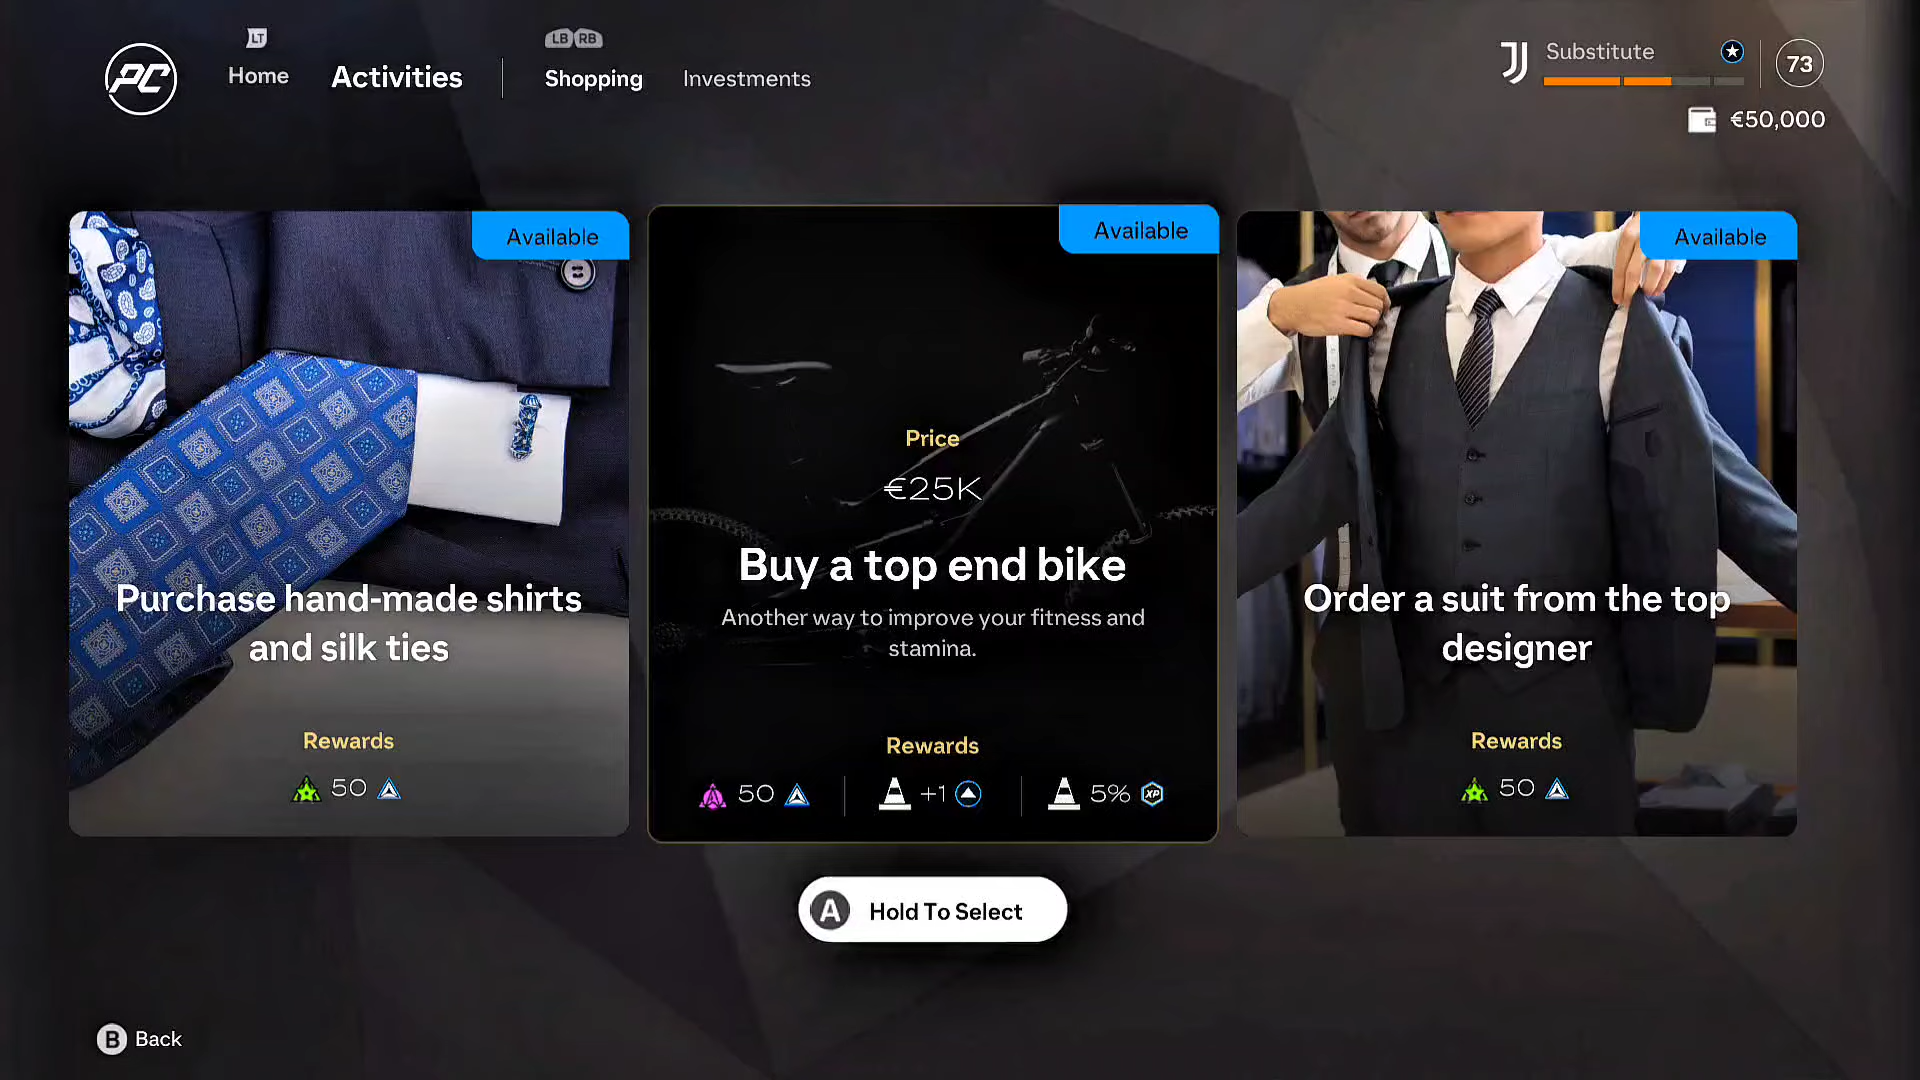 LT
LB RB
PC
Home
Activities
Shopping
Investments
Substitute
73
€50,000
Available
Purchase hand-made shirts
and silk ties
Rewards
50
Available
Price
€25K
Buy a top end bike
Another way to improve your fitness and
stamina.
Rewards
50
+1
5% XP
Available
Order a suit from the top
designer
Rewards
50
A Hold To Select
B Back